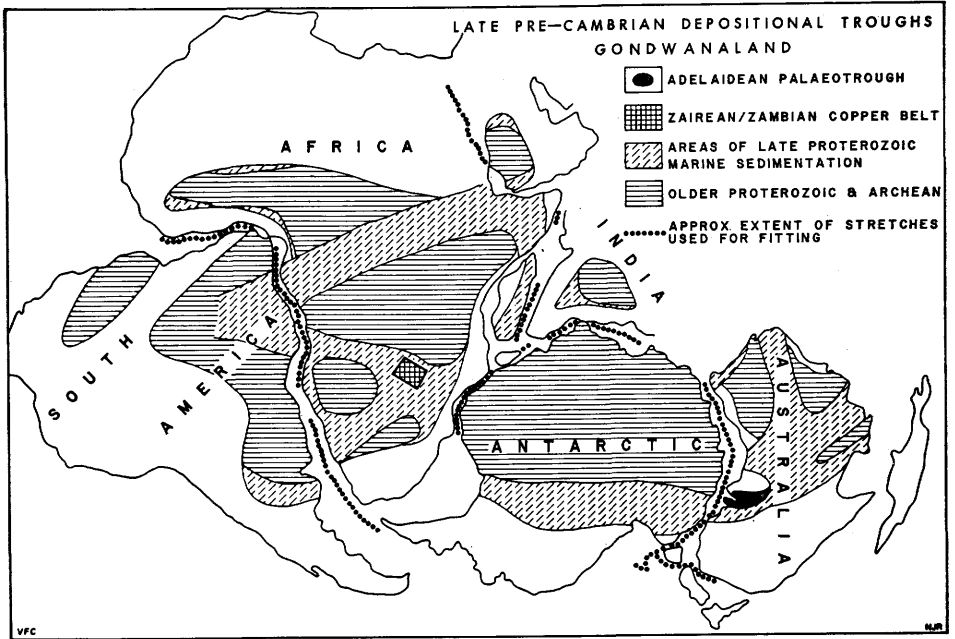 LATE PRE-CAMBRIAN DEPOSITIONAL TROUGHS
GONDWANALAND
ADELAIDEAN PALAEOTROUGH
ZAIREAN/ZAMBIAN COPPER BELT
AREAS OF LATE PROTEROZOIC
MARINE SEDIMENTATION
OLDER PROTEROZOIC & ARCHEAN
APPROX. EXTENT OF STRETCHES
USED FOR FITTING
AFRICA
INDIA
SOUTH
AMERICA
ANTARCTIC
AUSTRALIA
VFC
NJR